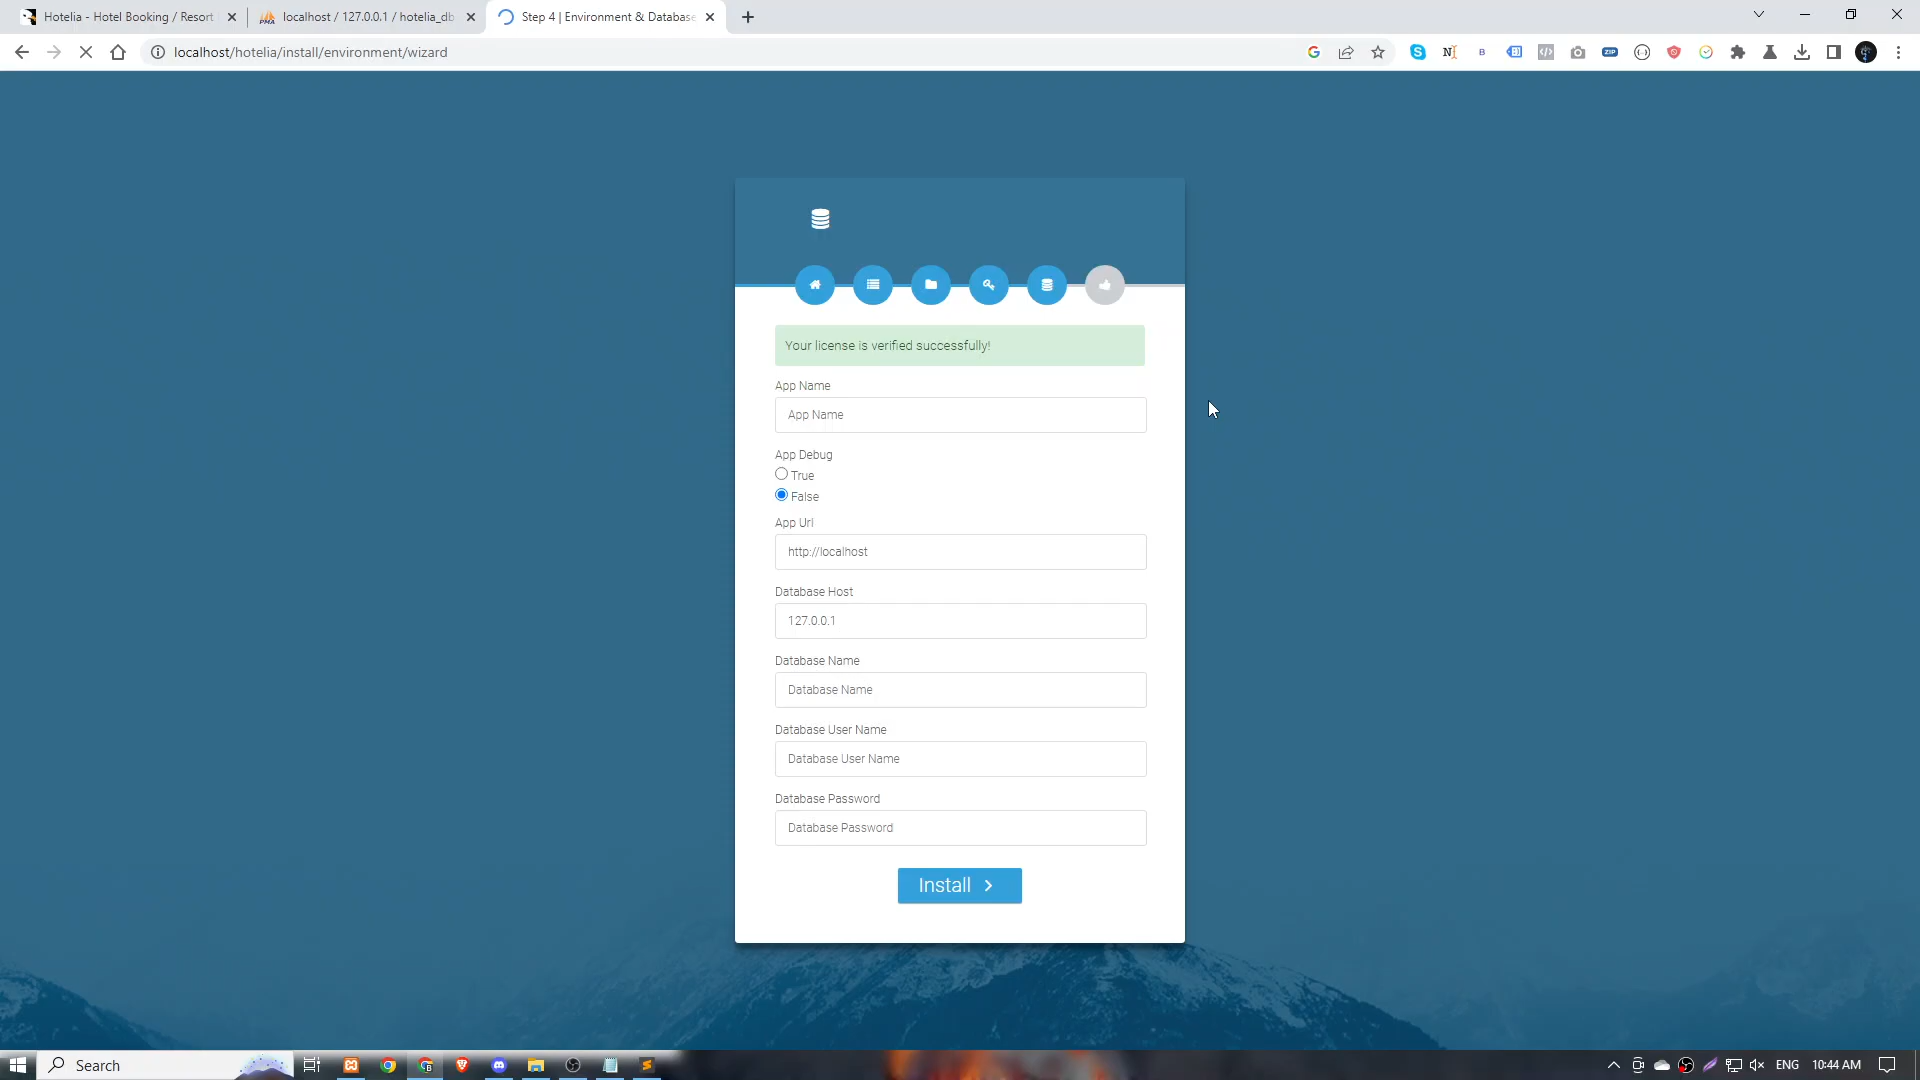 Hotelia - Hotel Booking / Resort
localhost / 127.0.0.1 / hotelia_db
Step 4 | Environment & Database
localhost/hotelia/install/environment/wizard
Your license is verified successfully!
App Name
App Name
App Debug
True
False
App Url
http://localhost
Database Host
127.0.0.1
Database Name
Database Name
Database User Name
Database User Name
Database Password
Database Password
Install
Search
ENG
10:44 AM